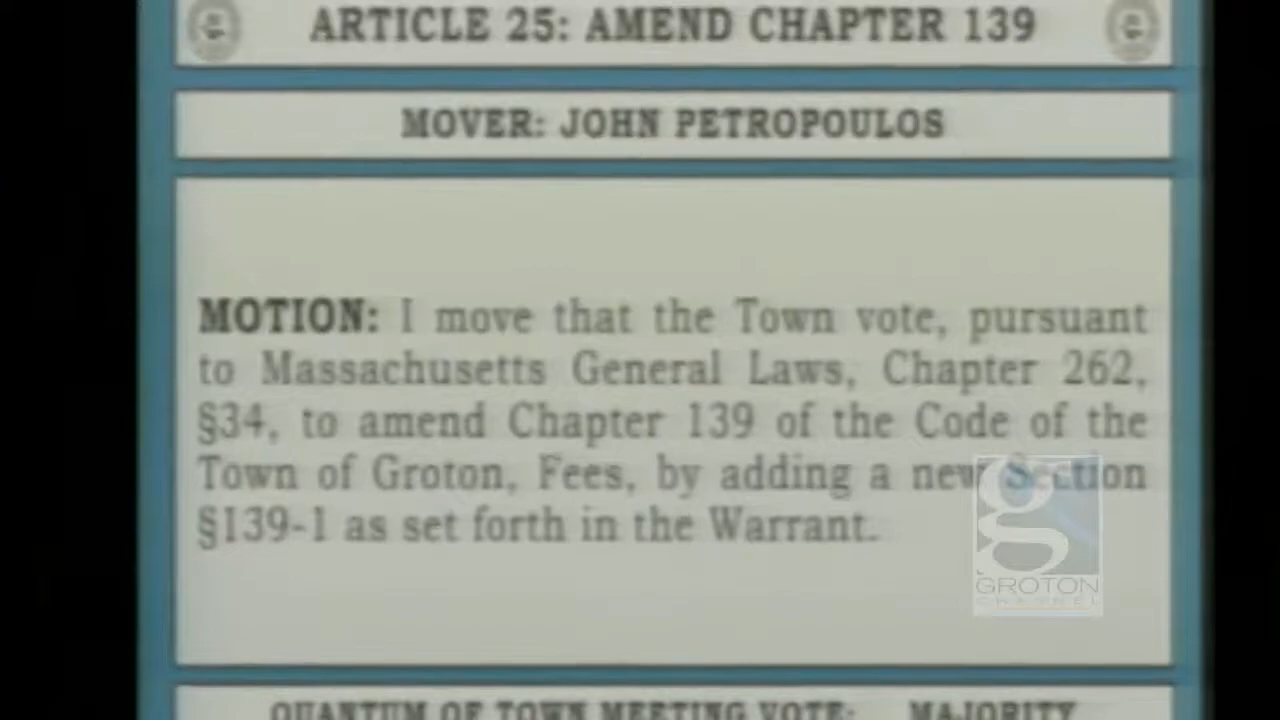 ARTICLE 25: AMEND CHAPTER 139
MOVER: JOHN PETROPOULOS
MOTION: I move that the Town vote, pursuant
to Massachusetts General Laws, Chapter 262,
§34, to amend Chapter 139 of the Code of the
Town of Groton, Fees, by adding a new Section
§139-1 as set forth in the Warrant.
g
GROTON
CHANNEL
QUANTUM OF TOWN MEETING VOTE: MAJORITY